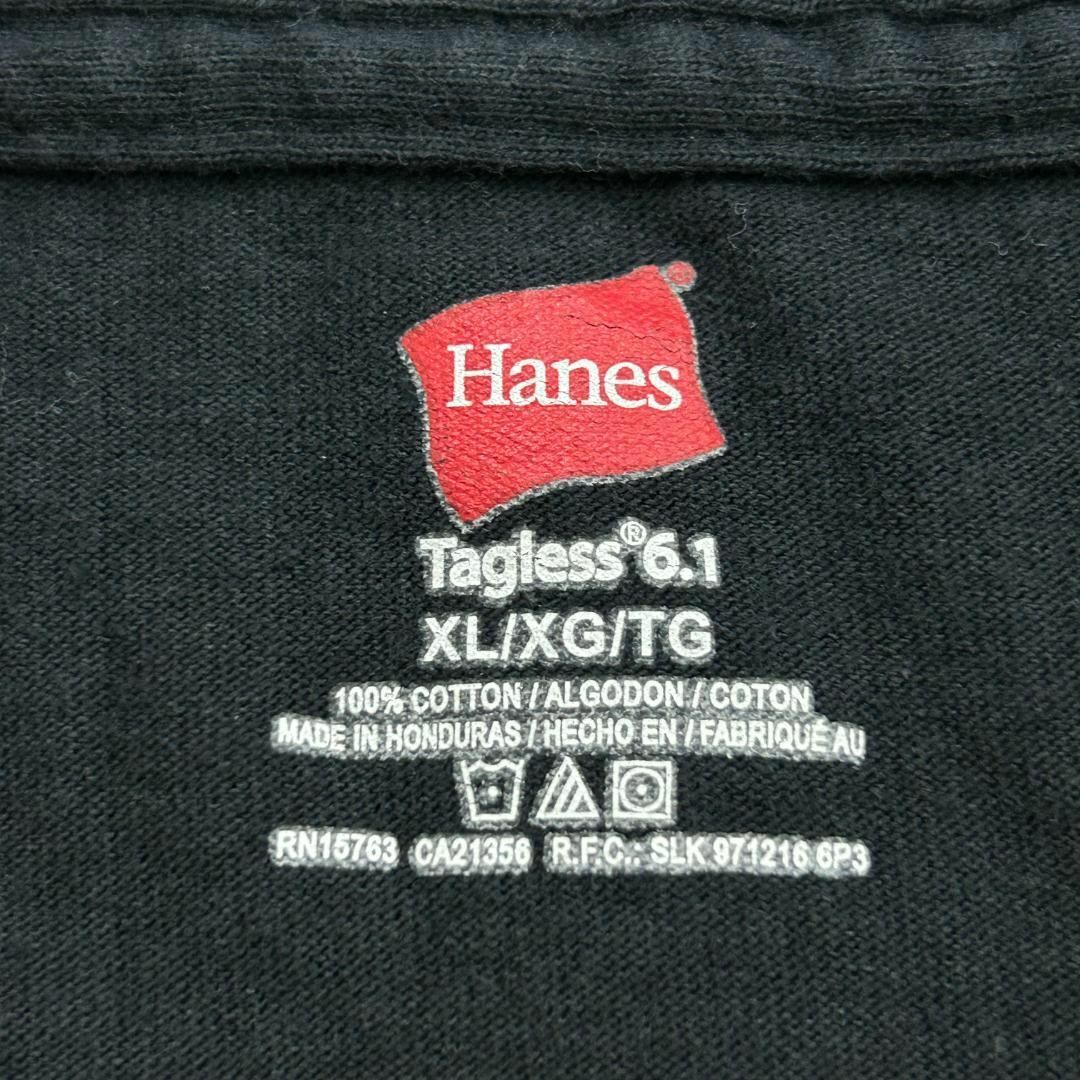 Hanes®
Tagless®6.1
XL/XG/TG
100% COTTON / ALGODON / COTON
MADE IN HONDURAS / HECHO EN / FABRIQUE AU
RN15763 CA21356 R.F.C.: SLK 971216 6P3